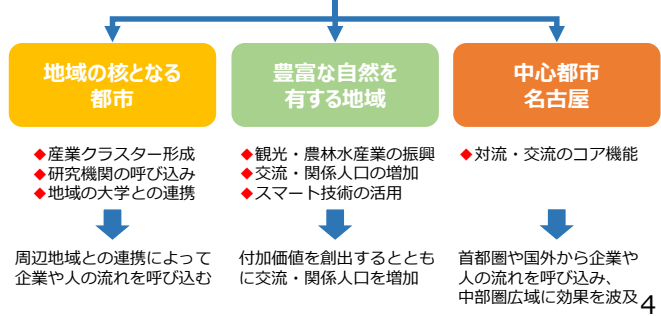 地域の核となる
都市
◆産業クラスター形成
◆研究機関の呼び込み
◆地域の大学との連携
周辺地域との連携によって
企業や人の流れを呼び込む
豊富な自然を
有する地域
◆観光・農林水産業の振興
◆交流・関係人口の増加
◆スマート技術の活用
付加価値を創出するととも
に交流・関係人口を増加
中心都市
名古屋
◆対流・交流のコア機能
首都圏や国外から企業や
人の流れを呼び込み、
中部圏広域に効果を波及
4